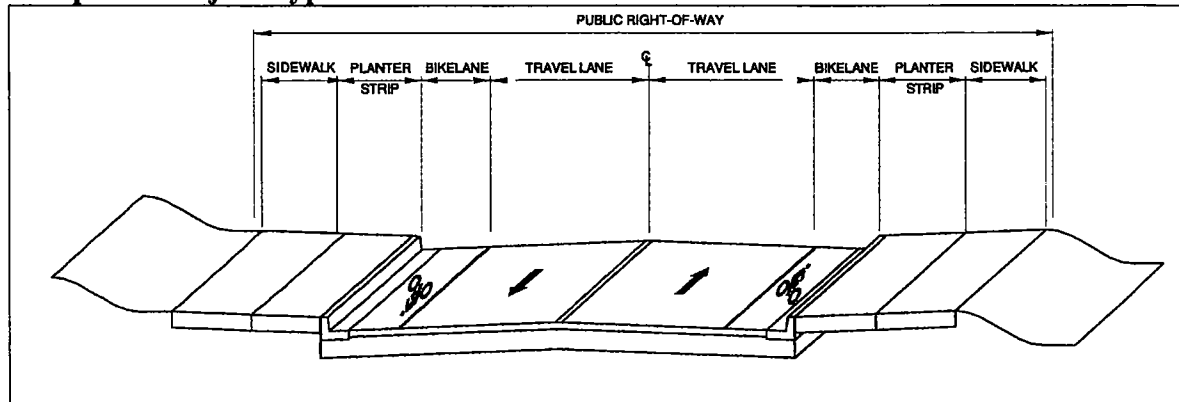 PUBLIC RIGHT-OF-WAY
℄
SIDEWALK PLANTER BIKELANE TRAVEL LANE TRAVEL LANE BIKELANE PLANTER SIDEWALK
STRIP STRIP